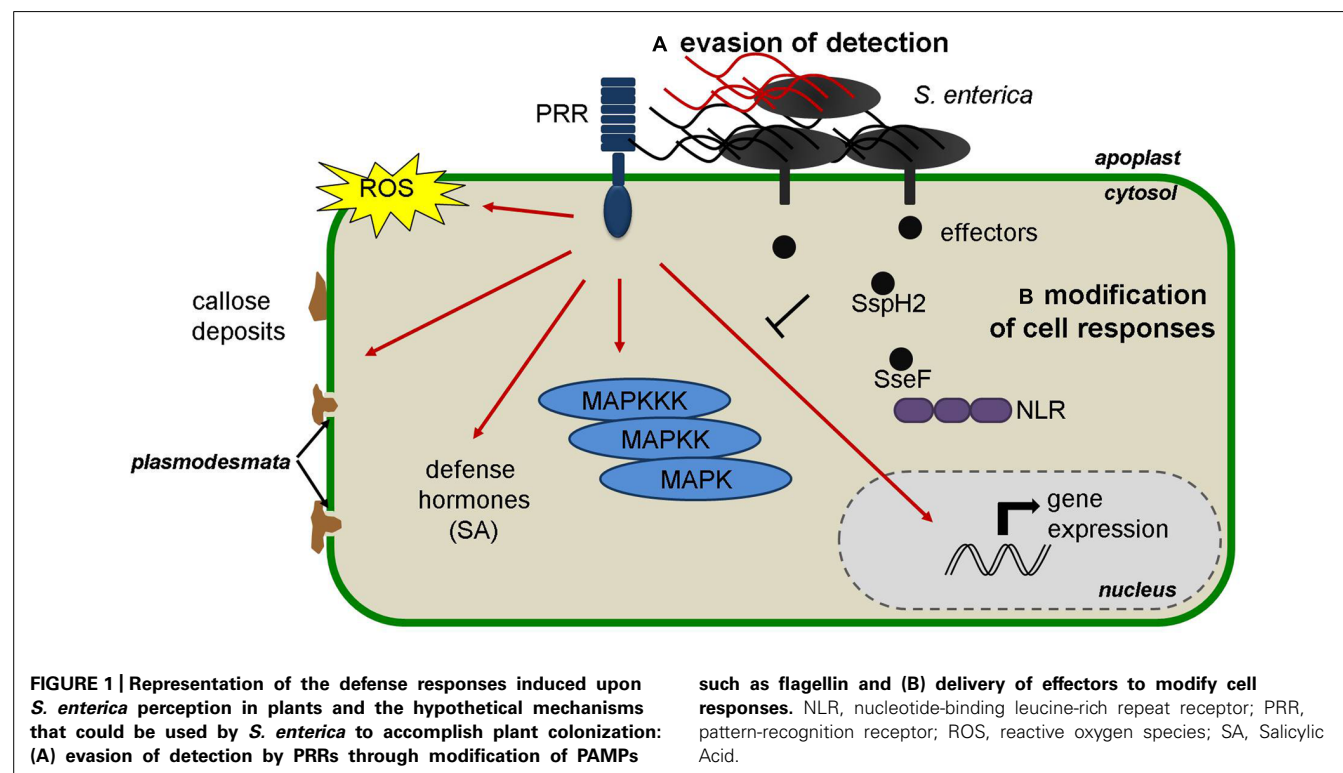 A evasion of detection
S. enterica
PRR
apoplast
cytosol
ROS
effectors
callose
deposits
SspH2
B modification
of cell responses
SseF
NLR
MAPKKK
MAPKK
MAPK
plasmodesmata
defense
hormones
(SA)
gene
expression
nucleus
FIGURE 1 | Representation of the defense responses induced upon
S. enterica perception in plants and the hypothetical mechanisms
that could be used by S. enterica to accomplish plant colonization:
(A) evasion of detection by PRRs through modification of PAMPs
such as flagellin and (B) delivery of effectors to modify cell
responses. NLR, nucleotide-binding leucine-rich repeat receptor; PRR,
pattern-recognition receptor; ROS, reactive oxygen species; SA, Salicylic
Acid.